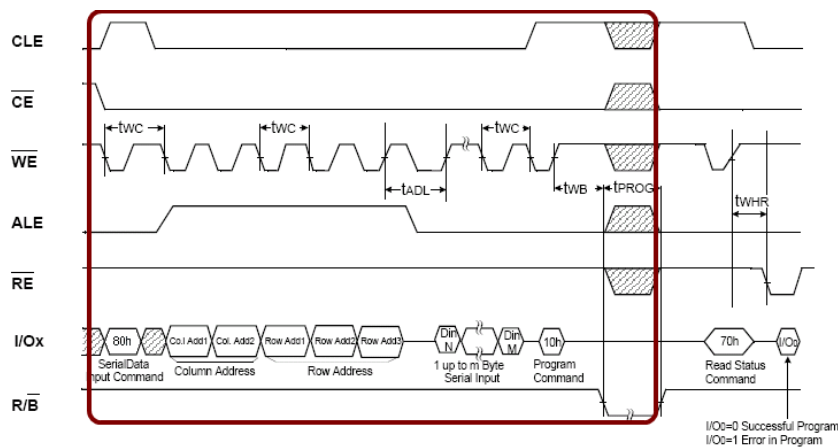 CLE
CE
tWC
tWC
tWC
WE
tADL
tWB
tPROG
tWHR
ALE
RE
I/Ox
80h
Co.l Add1
Col. Add2
Row Add1
Row Add2
Row Add3
Din
N
Din
M
10h
70h
I/O0
SerialData
Input Command
Column Address
Row Address
1 up to m Byte
Serial Input
Program
Command
Read Status
Command
R/B
I/O0=0 Successful Program
I/O0=1 Error in Program